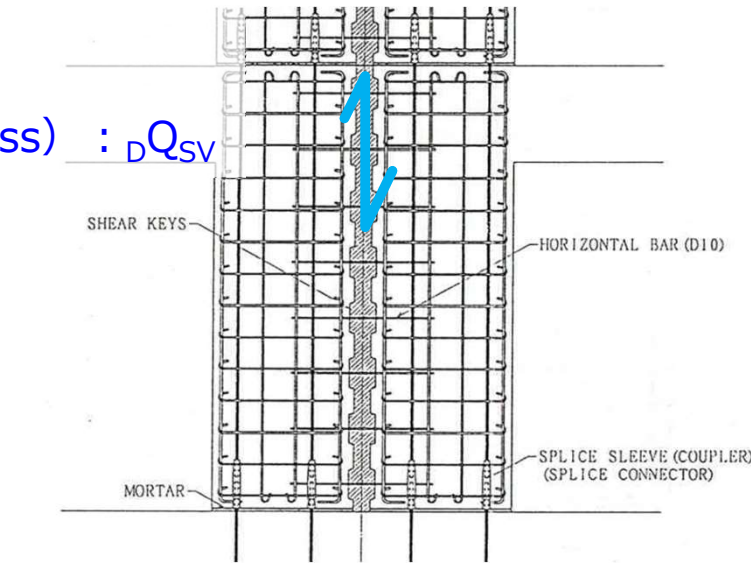 ss） : DQSV
SHEAR KEYS
HORIZONTAL BAR (D10)
SPLICE SLEEVE (COUPLER)
(SPLICE CONNECTOR)
MORTAR